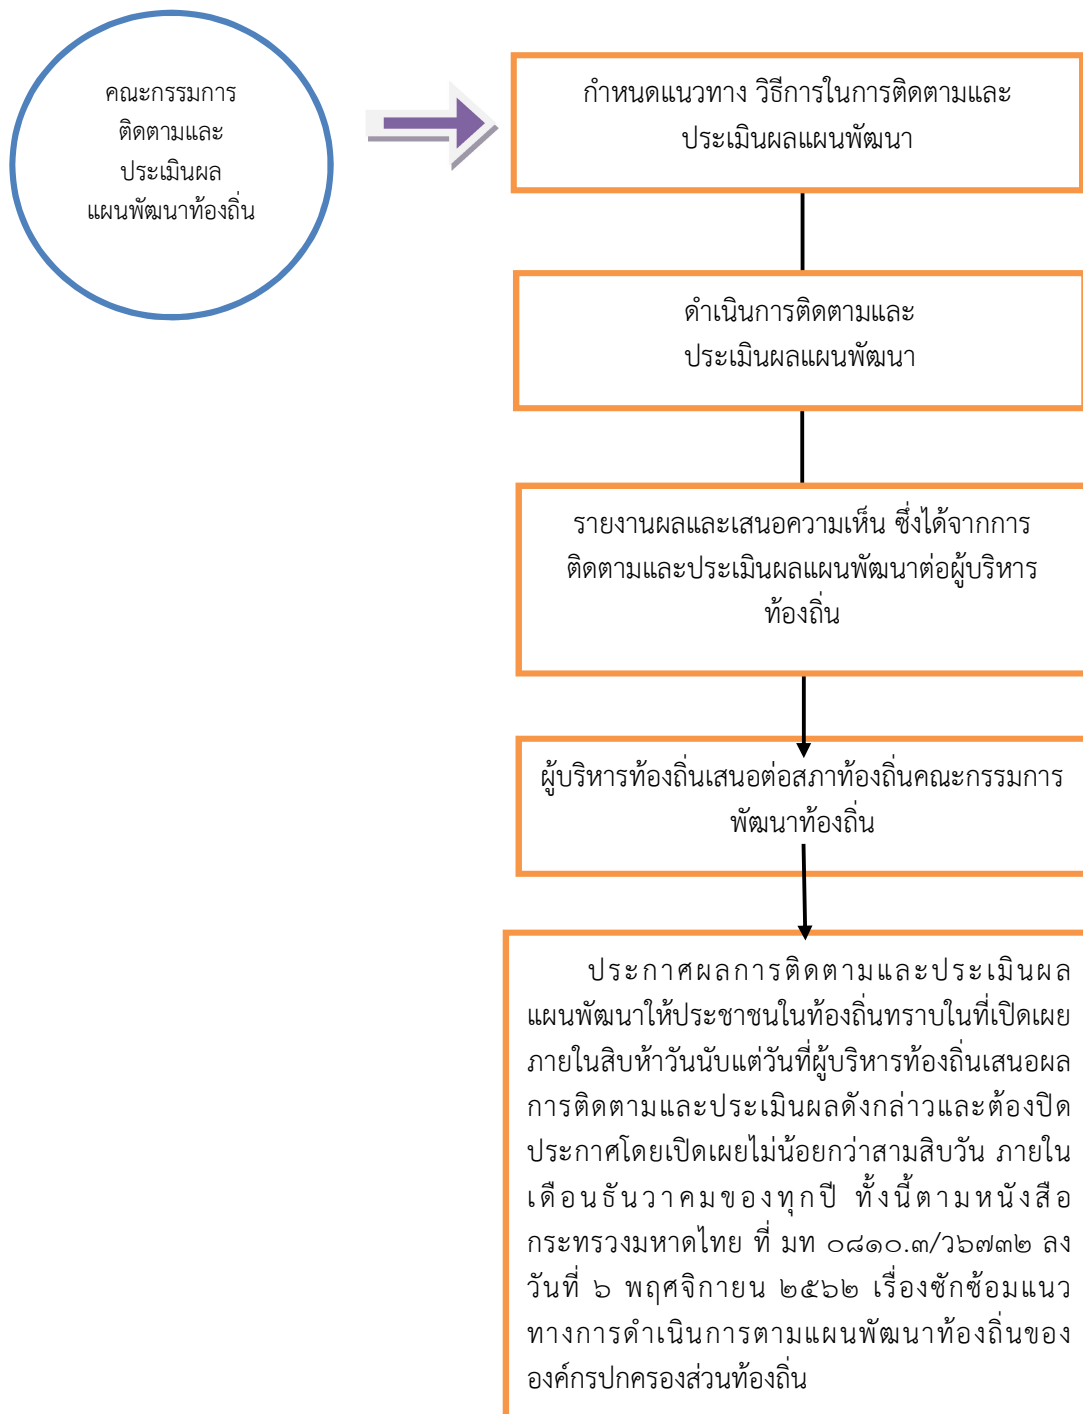 คณะกรรมการ
ติดตามและ
ประเมินผล
แผนพัฒนาท้องถิ่น
กำหนดแนวทาง วิธีการในการติดตามและ
ประเมินผลแผนพัฒนา
ดำเนินการติดตามและ
ประเมินผลแผนพัฒนา
รายงานผลและเสนอความเห็น ซึ่งได้จากการ
ติดตามและประเมินผลแผนพัฒนาต่อผู้บริหาร
ท้องถิ่น
ผู้บริหารท้องถิ่นเสนอต่อสภาท้องถิ่นคณะกรรมการ
พัฒนาท้องถิ่น
ประกาศผลการติดตามและประเมินผล
แผนพัฒนาให้ประชาชนในท้องถิ่นทราบในที่เปิดเผย
ภายในสิบห้าวันนับแต่วันที่ผู้บริหารท้องถิ่นเสนอผล
การติดตามและประเมินผลดังกล่าวและต้องปิด
ประกาศโดยเปิดเผยไม่น้อยกว่าสามสิบวัน ภายใน
เดือนธันวาคมของทุกปี ทั้งนี้ตามหนังสือ
กระทรวงมหาดไทย ที่ มท ๐๘๑๐.๓/ว๖๗๓๒ ลง
วันที่ ๖ พฤศจิกายน ๒๕๖๒ เรื่องซักซ้อมแนว
ทางการดำเนินการตามแผนพัฒนาท้องถิ่นของ
องค์กรปกครองส่วนท้องถิ่น